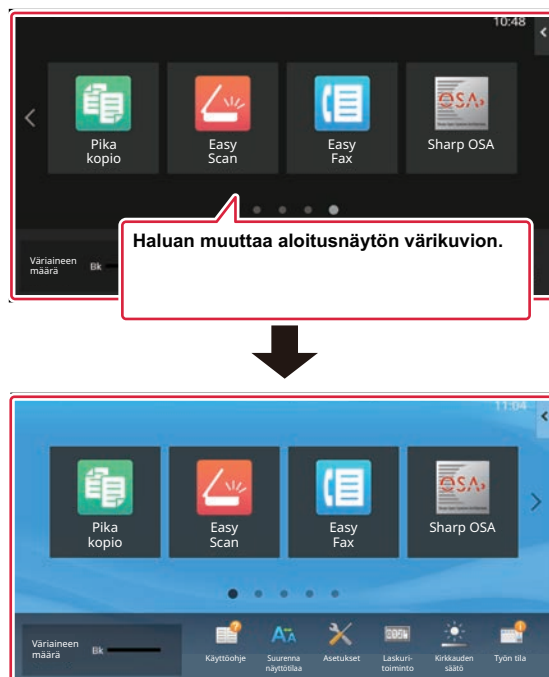 10:48
Pika
kopio
Easy
Scan
Easy
Fax
OSA
Sharp OSA
Haluan muuttaa aloitusnäytön värikuvion.
Väriaineen
määrä
Bk
11:04
Pika
kopio
Easy
Scan
Easy
Fax
OSA
Sharp OSA
Väriaineen
määrä
Bk
Käyttöohje
Suurenna
näyttötilaa
Asetukset
Laskuri-
toiminto
Kirkkauden
säätö
Työn tila